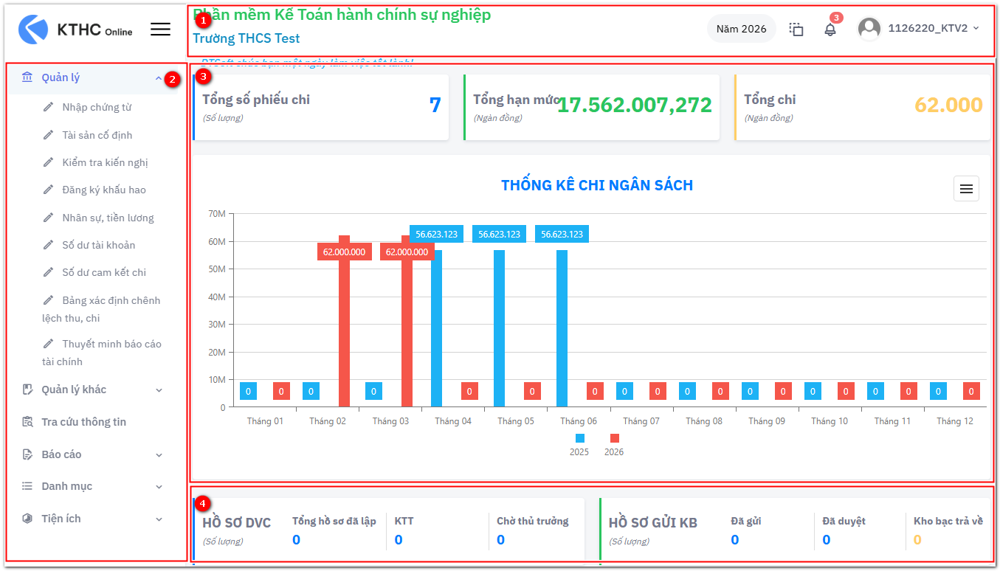 KTHC Online
1
Phần mềm Kế Toán hành chính sự nghiệp
Trường THCS Test
Năm 2026
3
1126220_KTV2
DTSoft chúc bạn một ngày làm việc tốt lành!
2
Quản lý
Nhập chứng từ
Tài sản cố định
Kiểm tra kiến nghị
Đăng ký khấu hao
Nhân sự, tiền lương
Số dư tài khoản
Số dư cam kết chi
Bảng xác định chênh
lệch thu, chi
Thuyết minh báo cáo
tài chính
Quản lý khác
Tra cứu thông tin
Báo cáo
Danh mục
Tiện ích
3
Tổng số phiếu chi
(Số lượng)
7
Tổng hạn mức
(Ngàn đồng)
17.562.007,272
Tổng chi
(Ngàn đồng)
62.000
THỐNG KÊ CHI NGÂN SÁCH
70M
60M
50M
40M
30M
20M
10M
0
62.000.000 62.000.000 56.623.123 56.623.123 56.623.123
0 0 0 0 0 0 0 0 0 0 0 0 0 0 0 0 0 0 0
Tháng 01 Tháng 02 Tháng 03 Tháng 04 Tháng 05 Tháng 06 Tháng 07 Tháng 08 Tháng 09 Tháng 10 Tháng 11 Tháng 12
2025 2026
4
HỒ SƠ DVC
(Số lượng)
Tổng hồ sơ đã lập
0
KTT
0
Chờ thủ trưởng
0
HỒ SƠ GỬI KB
(Số lượng)
Đã gửi
0
Đã duyệt
0
Kho bạc trả về
0